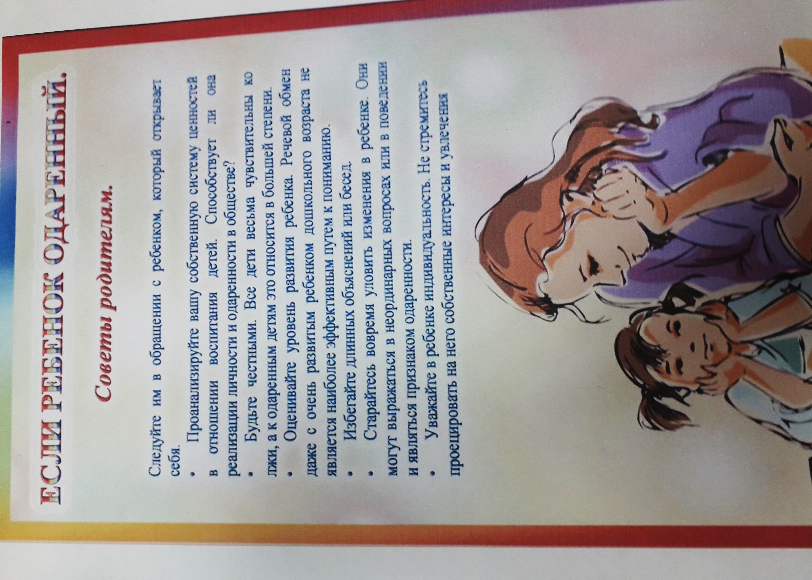 ЕСЛИ РЕБЕНОК ОДАРЕННЫЙ.
Советы родителям.
Следуйте им в обращении с ребенком, который открывает
себя.
• Проанализируйте вашу собственную систему ценностей
в отношении воспитания детей. Способствует ли она
реализации личности и одаренности в обществе?
• Будьте честными. Все дети весьма чувствительны ко
лжи, а к одаренным детям это относится в большей степени.
• Оценивайте уровень развития ребенка. Речевой обмен
даже с очень развитым ребенком дошкольного возраста не
является наиболее эффективным путем к пониманию.
• Избегайте длинных объяснений или бесед.
• Старайтесь вовремя уловить изменения в ребенке. Они
могут выражаться в неординарных вопросах или в поведении
и являться признаком одаренности.
• Уважайте в ребенке индивидуальность. Не стремитесь
проецировать на него собственные интересы и увлечения